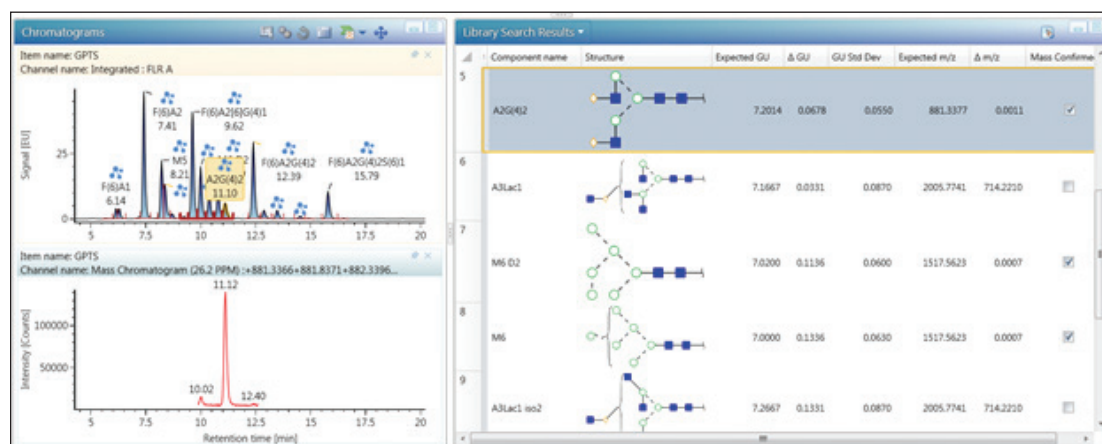 Chromatograms
Item name: GPTS
Channel name: Integrated : FLR A
F(6)A2
7.41
F(6)A2[6]G(4)1
9.62
M5
8.21
F(6)A1
6.14
A2G(4)2
11.10
F(6)A2G(4)2
12.39
F(6)A2G(4)2S(6)1
15.79
Signal [EU]
25
0
5 7.5 10 12.5 15 17.5 20
Item name: GPTS
Channel name: Mass Chromatogram (26.2 PPM) :+881.3366+881.8371+882.3396...
11.12
10.02
12.40
Intensity [Counts]
100000
50000
5 7.5 10 12.5 15 17.5 20
Retention time [min]
Library Search Results
Component name Structure Expected GU Δ GU GU Std Dev Expected m/z Δ m/z Mass Confirme
5 A2G(4)2 7.2014 0.0678 0.0550 881.3377 0.0011
6 A3Lac1 7.1667 0.0331 0.0870 2005.7741 714.2210
7 M6 D2 7.0200 0.1136 0.0600 1517.5623 0.0007
8 M6 7.0000 0.1336 0.0630 1517.5623 0.0007
9 A3Lac1 iso2 7.2667 0.1331 0.0870 2005.7741 714.2210